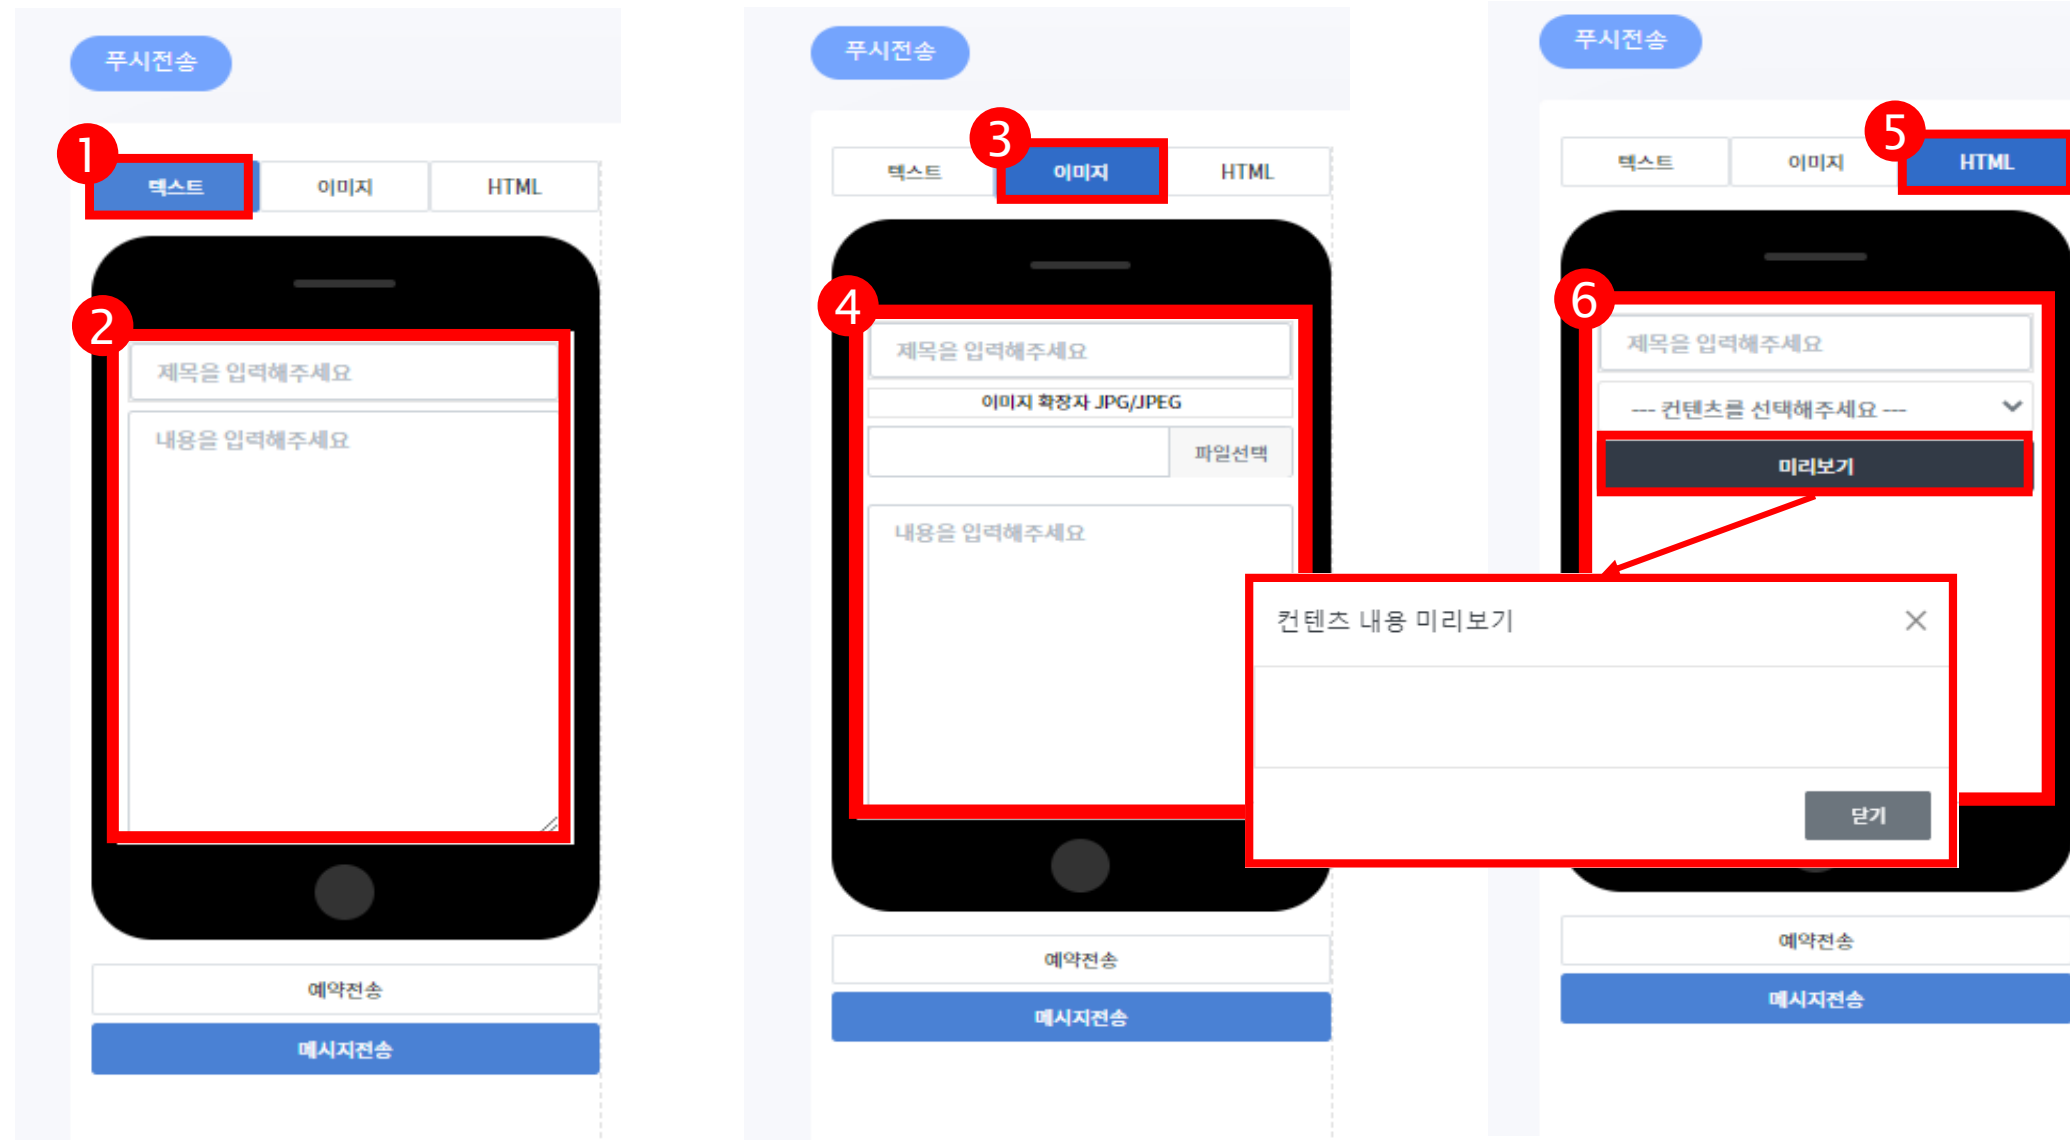 푸시전송
1
텍스트
이미지
HTML
2
제목을 입력해주세요
내용을 입력해주세요
예약전송
메시지전송
푸시전송
3
텍스트
이미지
HTML
4
제목을 입력해주세요
이미지 확장자 JPG/JPEG
파일선택
내용을 입력해주세요
예약전송
메시지전송
푸시전송
5
텍스트
이미지
HTML
6
제목을 입력해주세요
--- 컨텐츠를 선택해주세요 ---
미리보기
컨텐츠 내용 미리보기
닫기
예약전송
메시지전송